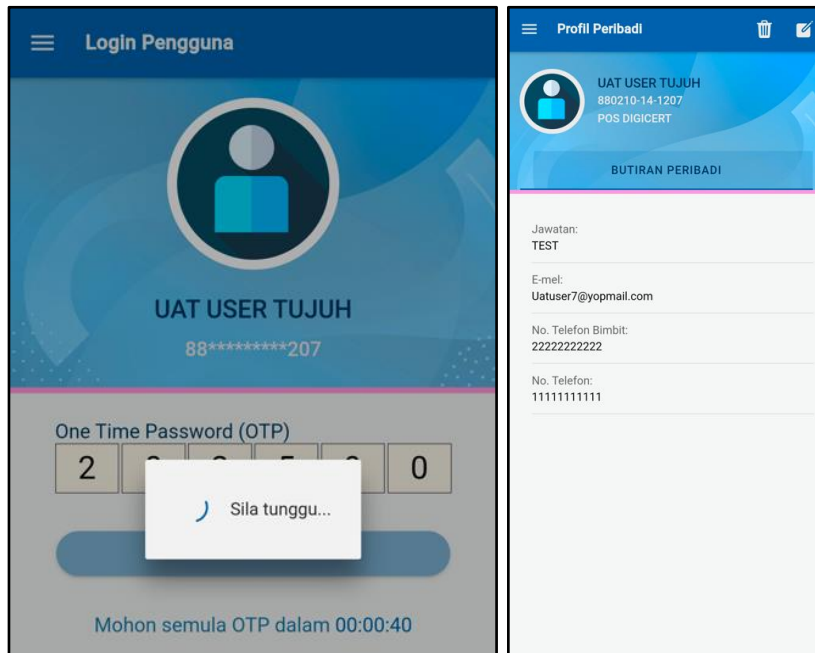 Login Pengguna
UAT USER TUJUH
88*********207
One Time Password (OTP)
2 0
Sila tunggu...
Mohon semula OTP dalam 00:00:40
Profil Peribadi
UAT USER TUJUH
880210-14-1207
POS DIGICERT
BUTIRAN PERIBADI
Jawatan:
TEST
E-mel:
Uatuser7@yopmail.com
No. Telefon Bimbit:
22222222222
No. Telefon:
11111111111